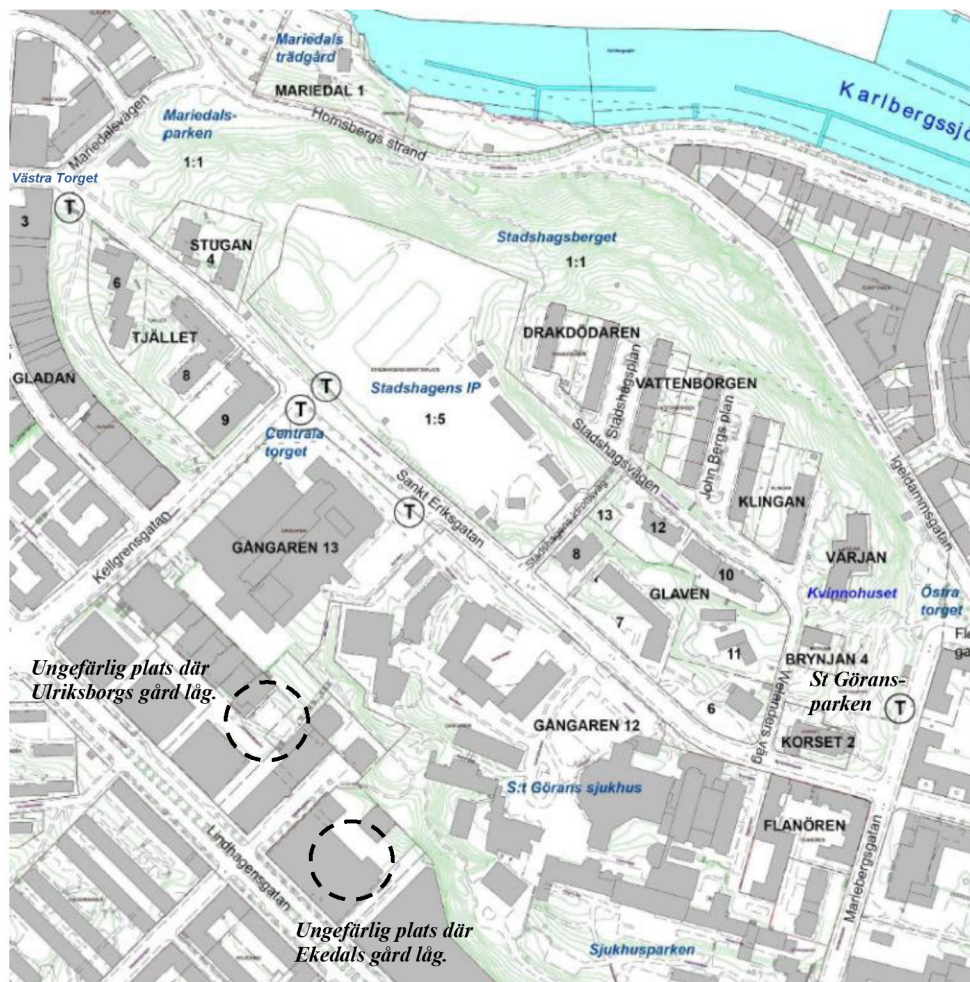 Mariedals
trädgård
MARIEDAL 1
Karlbergssjö
Mariedalsvägen
Mariedals-
parken
1:1
Hornsbergs strand
Västra Torget
T
3
STUGAN
4
6
TJÄLLET
8
9
GLADAN
Stadshagsberget
1:1
DRAKDÖDAREN
Stadshagsplan
VATTENBORGEN
John Bergs plan
KLINGAN
Stadshagsvägen
Igeldammsgatan
T
T
Centrala
torget
Stadshagens IP
1:5
Sankt Eriksgatan
T
Stadshagens idrottsväg
Kellgrensgatan
GÅNGAREN 13
13
12
8
10
GLAVEN
7
11
6
VÄRJAN
Kvinnohuset
Östra
torget
BRYNJAN 4
St Görans-
parken
T
KORSET 2
Welanders väg
Ungefärlig plats där
Ulriksborgs gård låg.
GÅNGAREN 12
S:t Görans sjukhus
FLANÖREN
Mariebergsgatan
Lindhagensgatan
Ungefärlig plats där
Ekedals gård låg.
Sjukhusparken